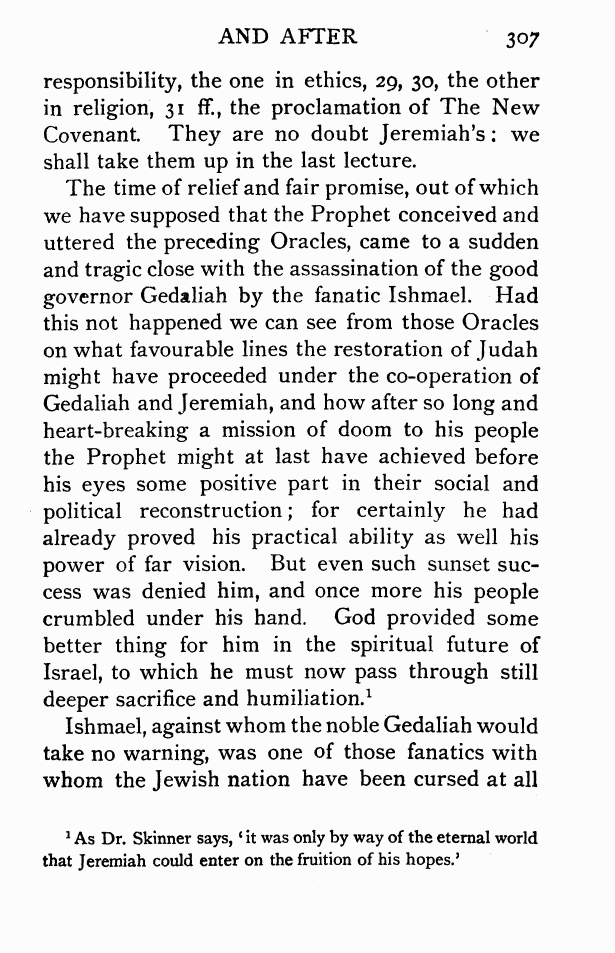 AND AFTER 307
responsibility, the one in ethics, 29, 30, the other
in religion, 31 ff., the proclamation of The New
Covenant. They are no doubt Jeremiah's: we
shall take them up in the last lecture.
The time of relief and fair promise, out of which
we have supposed that the Prophet conceived and
uttered the preceding Oracles, came to a sudden
and tragic close with the assassination of the good
governor Gedaliah by the fanatic Ishmael. Had
this not happened we can see from those Oracles
on what favourable lines the restoration of Judah
might have proceeded under the co-operation of
Gedaliah and Jeremiah, and how after so long and
heart-breaking a mission of doom to his people
the Prophet might at last have achieved before
his eyes some positive part in their social and
political reconstruction; for certainly he had
already proved his practical ability as well his
power of far vision. But even such sunset suc-
cess was denied him, and once more his people
crumbled under his hand. God provided some
better thing for him in the spiritual future of
Israel, to which he must now pass through still
deeper sacrifice and humiliation.¹
Ishmael, against whom the noble Gedaliah would
take no warning, was one of those fanatics with
whom the Jewish nation have been cursed at all
¹ As Dr. Skinner says, 'it was only by way of the eternal world
that Jeremiah could enter on the fruition of his hopes.'